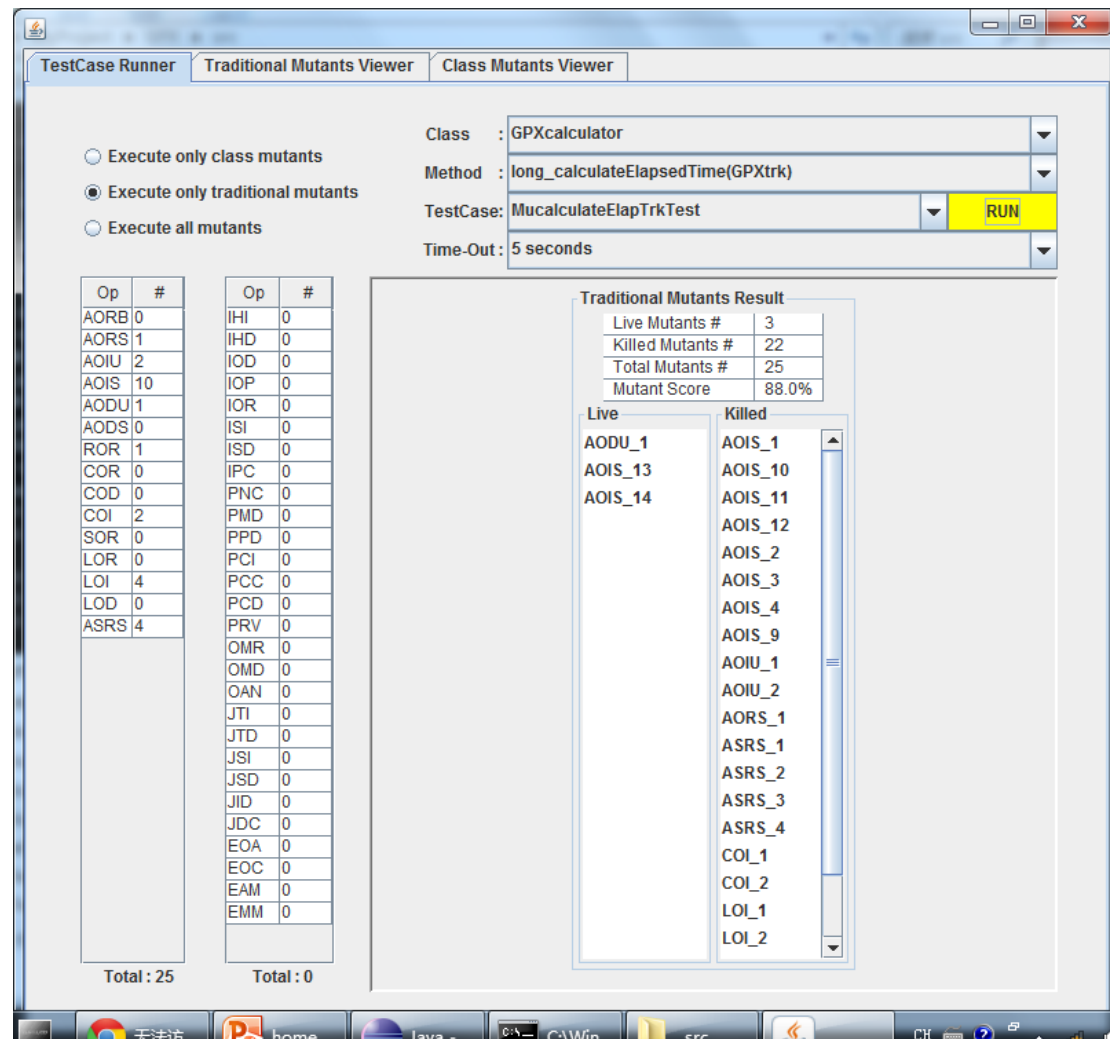 TestCase Runner Traditional Mutants Viewer Class Mutants Viewer
Class : GPXcalculator
Execute only class mutants
Method : long_calculateElapsedTime(GPXtrk)
Execute only traditional mutants
TestCase: MucalculateElapTrkTest RUN
Execute all mutants
Time-Out : 5 seconds
Op #
AORB 0
AORS 1
AOIU 2
AOIS 10
AODU 1
AODS 0
ROR 1
COR 0
COD 0
COI 2
SOR 0
LOR 0
LOI 4
LOD 0
ASRS 4
Total : 25
Op #
IHI 0
IHD 0
IOD 0
IOP 0
IOR 0
ISI 0
ISD 0
IPC 0
PNC 0
PMD 0
PPD 0
PCI 0
PCC 0
PCD 0
PRV 0
OMR 0
OMD 0
OAN 0
JTI 0
JTD 0
JSI 0
JSD 0
JID 0
JDC 0
EOA 0
EOC 0
EAM 0
EMM 0
Total : 0
Traditional Mutants Result
Live Mutants # 3
Killed Mutants # 22
Total Mutants # 25
Mutant Score 88.0%
Live
AODU_1
AOIS_13
AOIS_14
Killed
AOIS_1
AOIS_10
AOIS_11
AOIS_12
AOIS_2
AOIS_3
AOIS_4
AOIS_9
AOIU_1
AOIU_2
AORS_1
ASRS_1
ASRS_2
ASRS_3
ASRS_4
COI_1
COI_2
LOI_1
LOI_2
无法访 home Java - C:\Win src CH